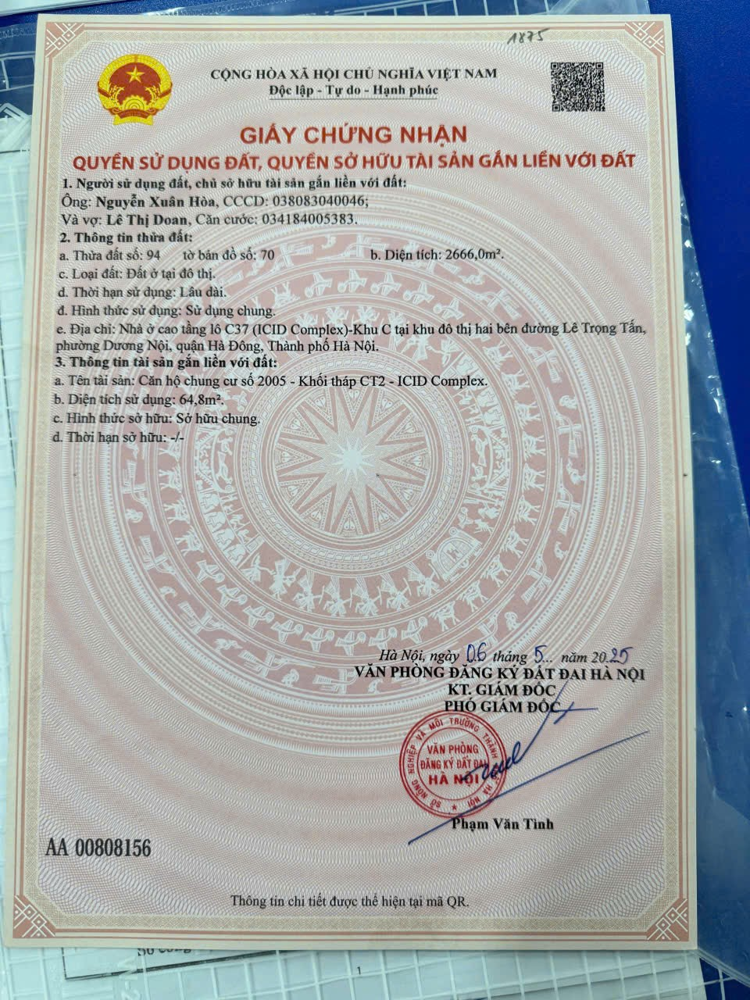 1875
CỘNG HÒA XÃ HỘI CHỦ NGHĨA VIỆT NAM
Độc lập - Tự do - Hạnh phúc
GIẤY CHỨNG NHẬN
QUYỀN SỬ DỤNG ĐẤT, QUYỀN SỞ HỮU TÀI SẢN GẮN LIỀN VỚI ĐẤT
1. Người sử dụng đất, chủ sở hữu tài sản gắn liền với đất:
Ông: Nguyễn Xuân Hòa, CCCD: 038083040046;
Và vợ: Lê Thị Doan, Căn cước: 034184005383.
2. Thông tin thửa đất:
a. Thửa đất số: 94 tờ bản đồ số: 70 b. Diện tích: 2666,0m².
c. Loại đất: Đất ở tại đô thị.
d. Thời hạn sử dụng: Lâu dài.
đ. Hình thức sử dụng: Sử dụng chung.
e. Địa chỉ: Nhà ở cao tầng lô C37 (ICID Complex)-Khu C tại khu đô thị hai bên đường Lê Trọng Tấn,
phường Dương Nội, quận Hà Đông, Thành phố Hà Nội.
3. Thông tin tài sản gắn liền với đất:
a. Tên tài sản: Căn hộ chung cư số 2005 - Khối tháp CT2 - ICID Complex.
b. Diện tích sử dụng: 64,8m².
c. Hình thức sở hữu: Sở hữu chung.
d. Thời hạn sở hữu: -/-
Hà Nội, ngày 06 tháng 5... năm 2025
VĂN PHÒNG ĐĂNG KÝ ĐẤT ĐAI HÀ NỘI
KT. GIÁM ĐỐC
PHÓ GIÁM ĐỐC
SỞ NÔNG NGHIỆP VÀ MÔI TRƯỜNG THÀNH PHỐ HÀ NỘI
VĂN PHÒNG
ĐĂNG KÝ ĐẤT ĐAI
HÀ NỘI
Phạm Văn Tình
AA 00808156
Thông tin chi tiết được thể hiện tại mã QR.
1